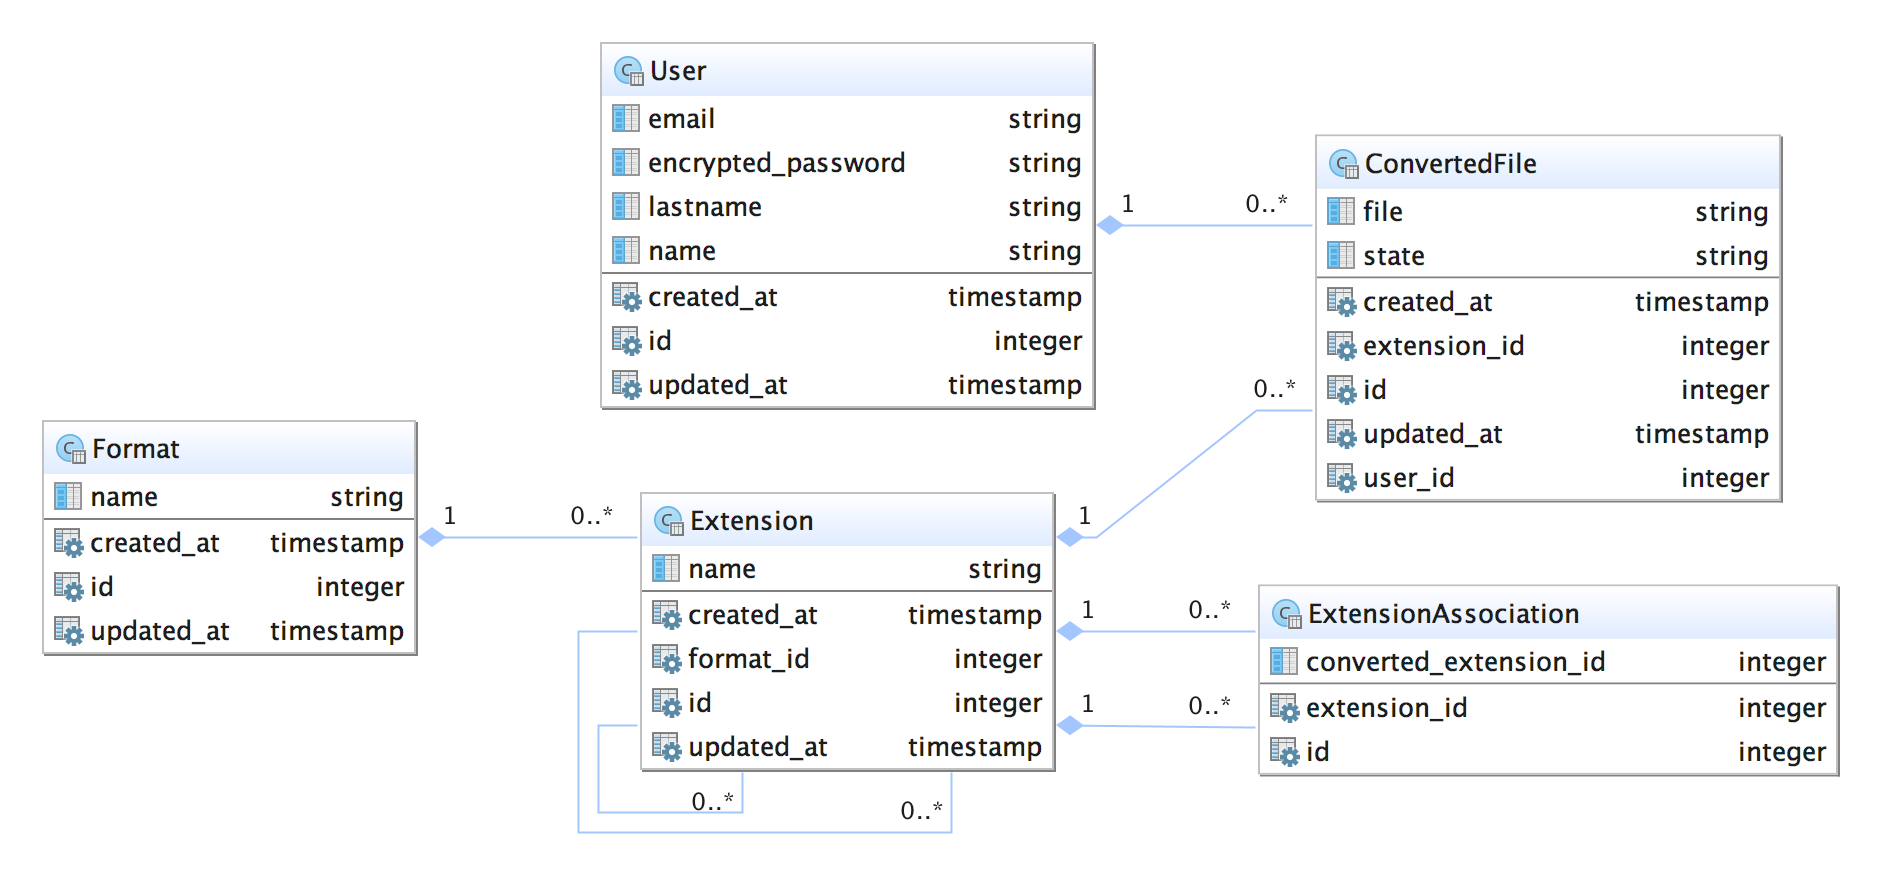 User
email string
encrypted_password string
lastname string
name string
created_at timestamp
id integer
updated_at timestamp
1 0..*
ConvertedFile
file string
state string
created_at timestamp
extension_id integer
id integer
updated_at timestamp
user_id integer
Format
name string
created_at timestamp
id integer
updated_at timestamp
1 0..*
Extension
name string
created_at timestamp
format_id integer
id integer
updated_at timestamp
0..*
0..*
1 0..*
1 0..*
1 0..*
ExtensionAssociation
converted_extension_id integer
extension_id integer
id integer